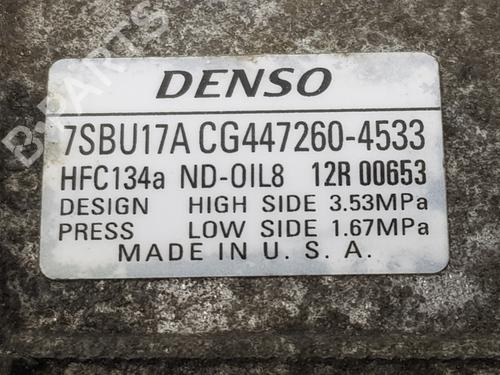 DENSO
7SBU17A CG447260-4533
HFC134a ND-OIL8 12R 00653
DESIGN HIGH SIDE 3.53MPa
PRESS LOW SIDE 1.67MPa
MADE IN U. S. A.
B-PARTS